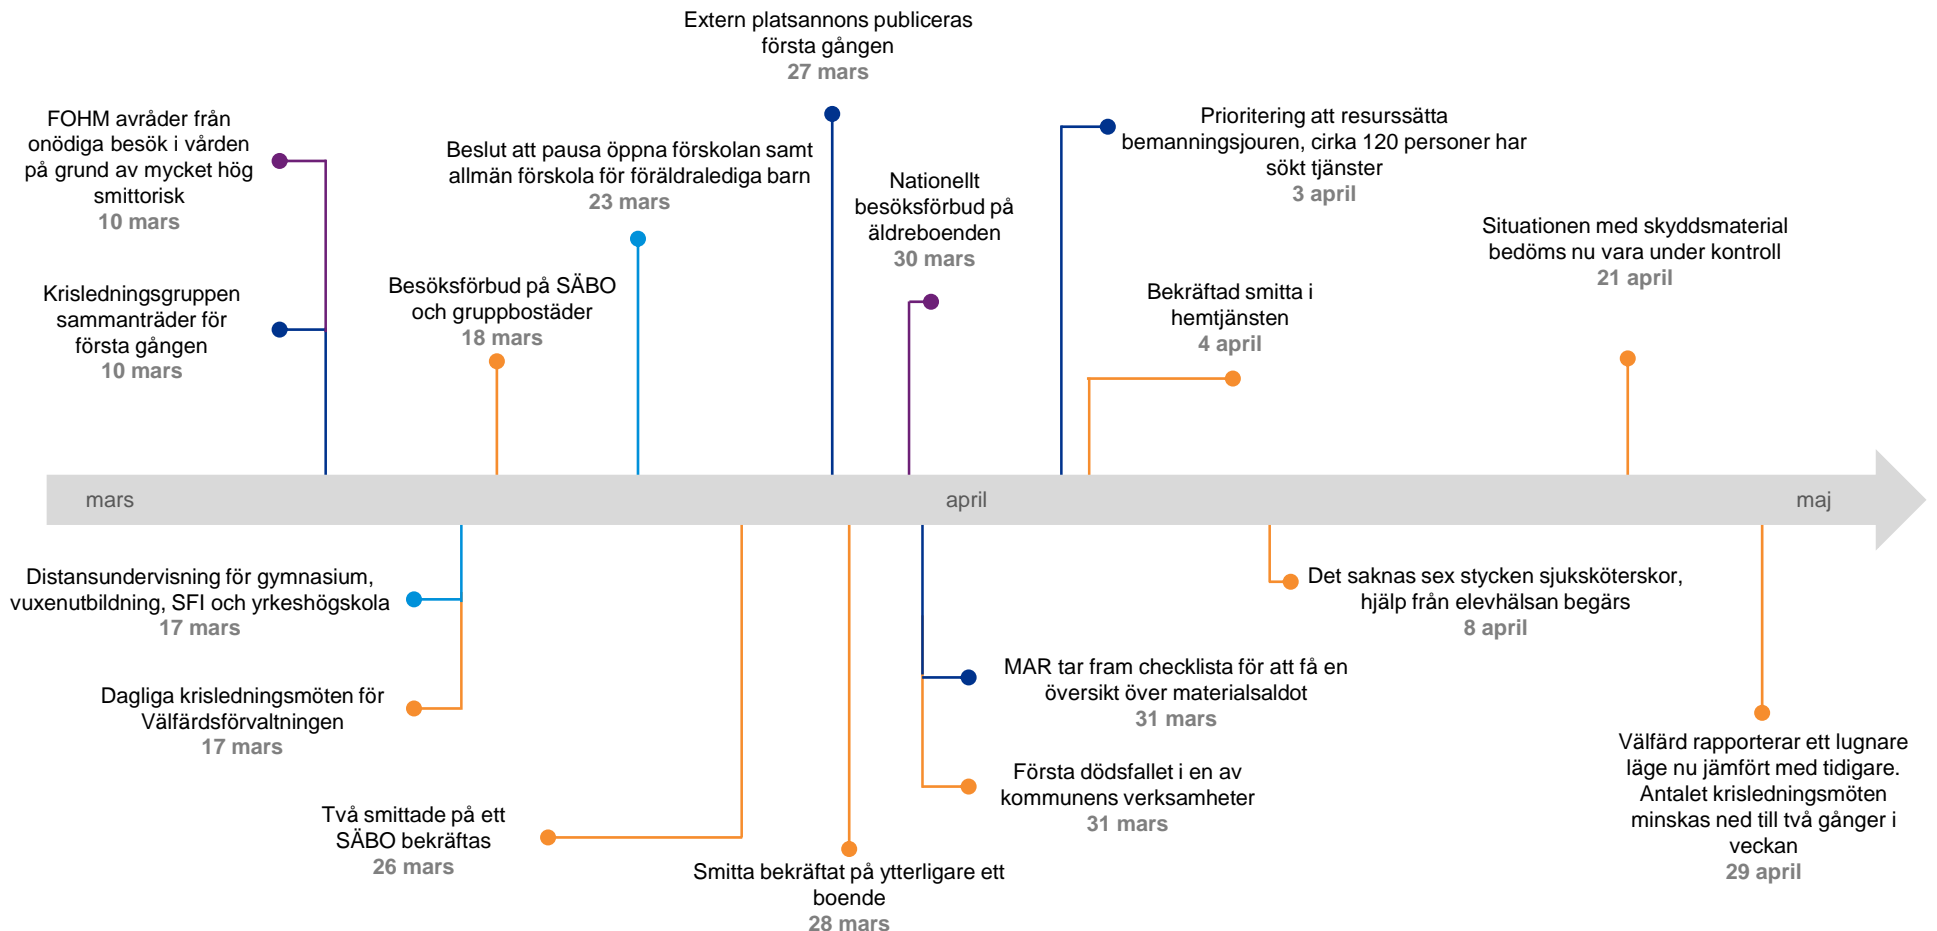 Extern platsannons publiceras
första gången
27 mars
FOHM avråder från
onödiga besök i vården
på grund av mycket hög
smittorisk
10 mars
Beslut att pausa öppna förskolan samt
allmän förskola för föräldralediga barn
23 mars
Nationellt
besöksförbud på
äldreboenden
30 mars
Prioritering att resurssätta
bemanningsjouren, cirka 120 personer har
sökt tjänster
3 april
Situationen med skyddsmaterial
bedöms nu vara under kontroll
21 april
Krisledningsgruppen
sammanträder för
första gången
10 mars
Besöksförbud på SÄBO
och gruppbostäder
18 mars
Bekräftad smitta i
hemtjänsten
4 april
mars
april
maj
Distansundervisning för gymnasium,
vuxenutbildning, SFI och yrkeshögskola
17 mars
Det saknas sex stycken sjuksköterskor,
hjälp från elevhälsan begärs
8 april
Dagliga krisledningsmöten för
Välfärdsförvaltningen
17 mars
MAR tar fram checklista för att få en
översikt över materialsaldot
31 mars
Två smittade på ett
SÄBO bekräftas
26 mars
Första dödsfallet i en av
kommunens verksamheter
31 mars
Välfärd rapporterar ett lugnare
läge nu jämfört med tidigare.
Antalet krisledningsmöten
minskas ned till två gånger i
veckan
29 april
Smitta bekräftat på ytterligare ett
boende
28 mars